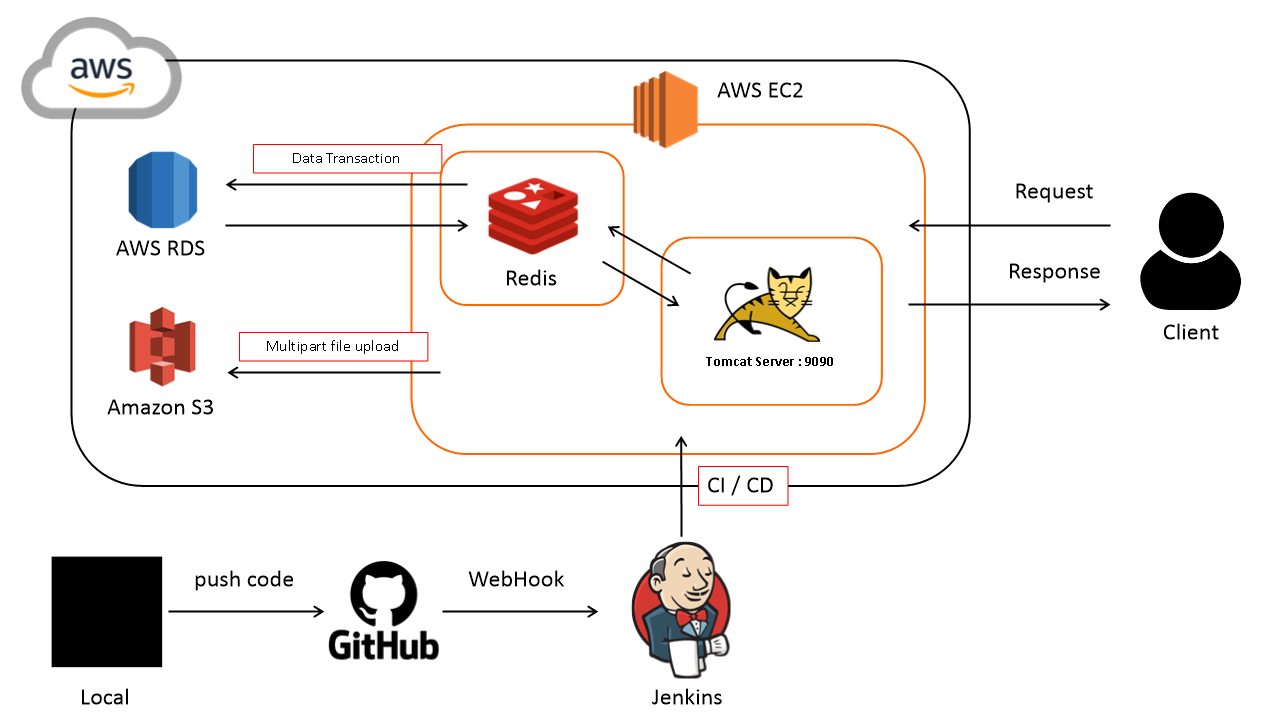 aws
AWS EC2
Data Transaction
Request
AWS RDS
Redis
Response
Client
Multipart file upload
Tomcat Server : 9090
Amazon S3
CI / CD
push code
WebHook
GitHub
Local
Jenkins